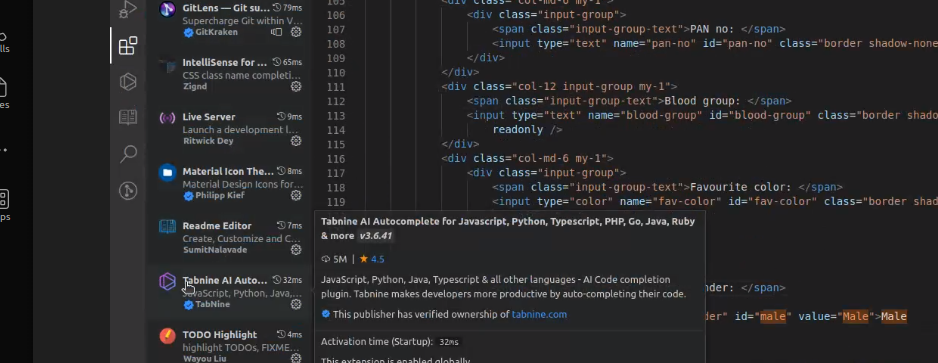 GitLens — Git su... 79ms
Supercharge Git within V...
GitKraken
IntelliSense for ... 65ms
CSS class name completi...
Zignd
Live Server 9ms
Launch a development l...
Ritwick Dey
Material Icon The... 8ms
Material Design Icons for...
Philipp Kief
Readme Editor 7ms
Create, Customize and C...
SumitNalavade
Tabnine AI Auto... 32ms
JavaScript, Python, Java,...
TabNine
TODO Highlight 4ms
highlight TODOs, FIXME...
Wayou Liu
105 <div class="col-md-6 my-1">
106 <div class="input-group">
107 <span class="input-group-text">PAN no: </span>
108 <input type="text" name="pan-no" id="pan-no" class="border shadow-none
109 </div>
110 </div>
111 <div class="col-12 input-group my-1">
112 <span class="input-group-text">Blood group: </span>
113 <input type="text" name="blood-group" id="blood-group" class="border shado
114 readonly />
115 </div>
116 <div class="col-md-6 my-1">
117 <div class="input-group">
118 <span class="input-group-text">Favourite color: </span>
119 <input type="color" name="fav-color" id="fav-color" class="border s
Tabnine AI Autocomplete for Javascript, Python, Typescript, PHP, Go, Java, Ruby
& more v3.6.41
5M | 4.5
JavaScript, Python, Java, Typescript & all other languages - AI Code completion
plugin. Tabnine makes developers more productive by auto-completing their code.
This publisher has verified ownership of tabnine.com
Activation time (Startup): 32ms
This extension is enabled globally
nder: </span>
der" id="male" value="Male">Male